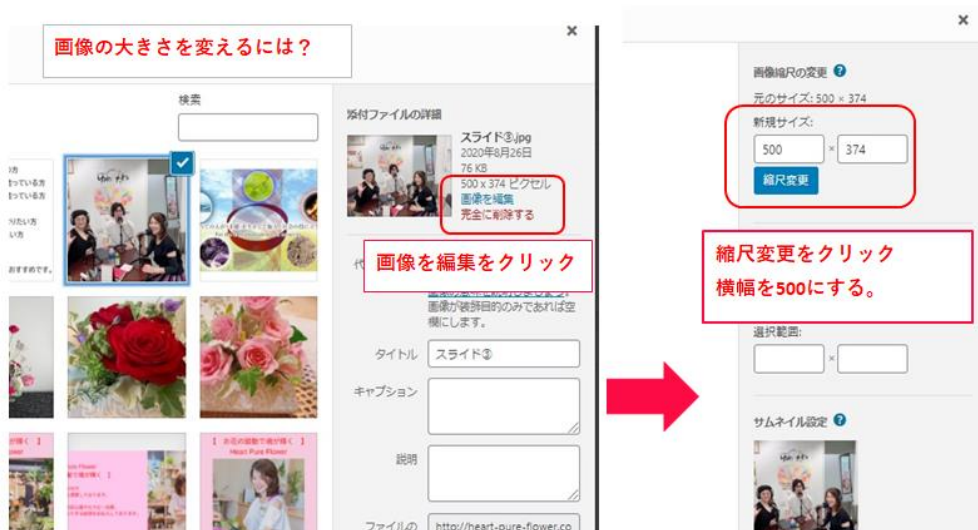 画像の大きさを変えるには？
×
検索
添付ファイルの詳細
スライド③.jpg
2020年8月26日
76 KB
500 x 374 ピクセル
画像を編集
完全に削除する
画像を編集をクリック
画像が装飾目的のみであれば空
欄にします。
タイトル スライド③
キャプション
説明
ファイルの http://heart-pure-flower.co
おすすめです。
【 お花の波動で魂が輝く 】
Heart Pure Flower
×
画像縮尺の変更 ?
元のサイズ: 500 × 374
新規サイズ:
500 × 374
縮尺変更
縮尺変更をクリック
横幅を500にする。
選択範囲:
×
サムネイル設定 ?